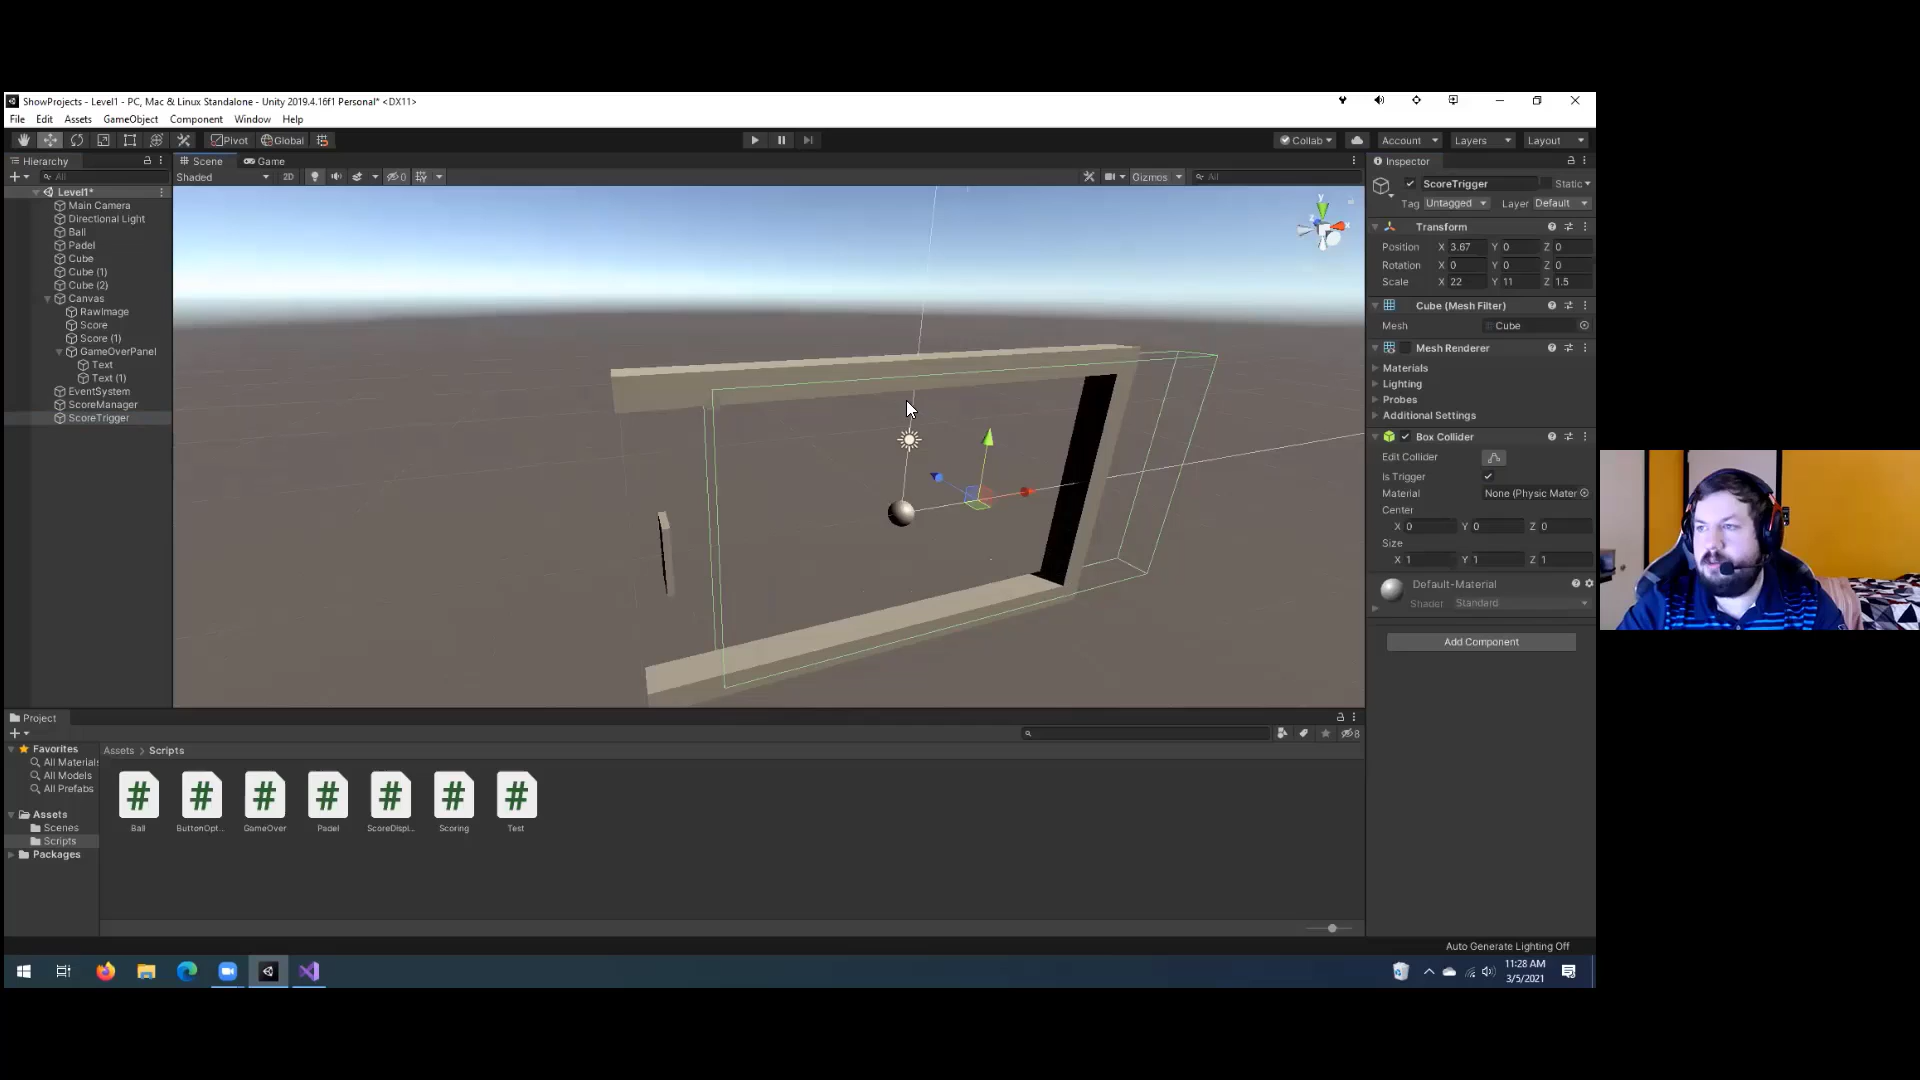 ShowProjects - Level1 - PC, Mac & Linux Standalone - Unity 2019.4.16f1 Personal* <DX11>
File Edit Assets GameObject Component Window Help
Pivot Global Collab Account Layers Layout
Hierarchy
All
Level1*
Main Camera
Directional Light
Ball
Padel
Cube
Cube (1)
Cube (2)
Canvas
RawImage
Score
Score (1)
GameOverPanel
Text
Text (1)
EventSystem
ScoreManager
ScoreTrigger
Scene Game
Shaded 2D 0 Gizmos All
y
x
z
Inspector
ScoreTrigger Static
Tag Untagged Layer Default
Transform
Position X 3.67 Y 0 Z 0
Rotation X 0 Y 0 Z 0
Scale X 22 Y 11 Z 1.5
Cube (Mesh Filter)
Mesh Cube
Mesh Renderer
Materials
Lighting
Probes
Additional Settings
Box Collider
Edit Collider
Is Trigger
Material None (Physic Mater
Center
X 0 Y 0 Z 0
Size
X 1 Y 1 Z 1
Default-Material
Shader Standard
Add Component
Project
8
Favorites
All Materials
All Models
All Prefabs
Assets
Scenes
Scripts
Packages
Assets > Scripts
# # # # # # #
Ball ButtonOpt... GameOver Padel ScoreDispl... Scoring Test
Auto Generate Lighting Off
11:28 AM
3/5/2021